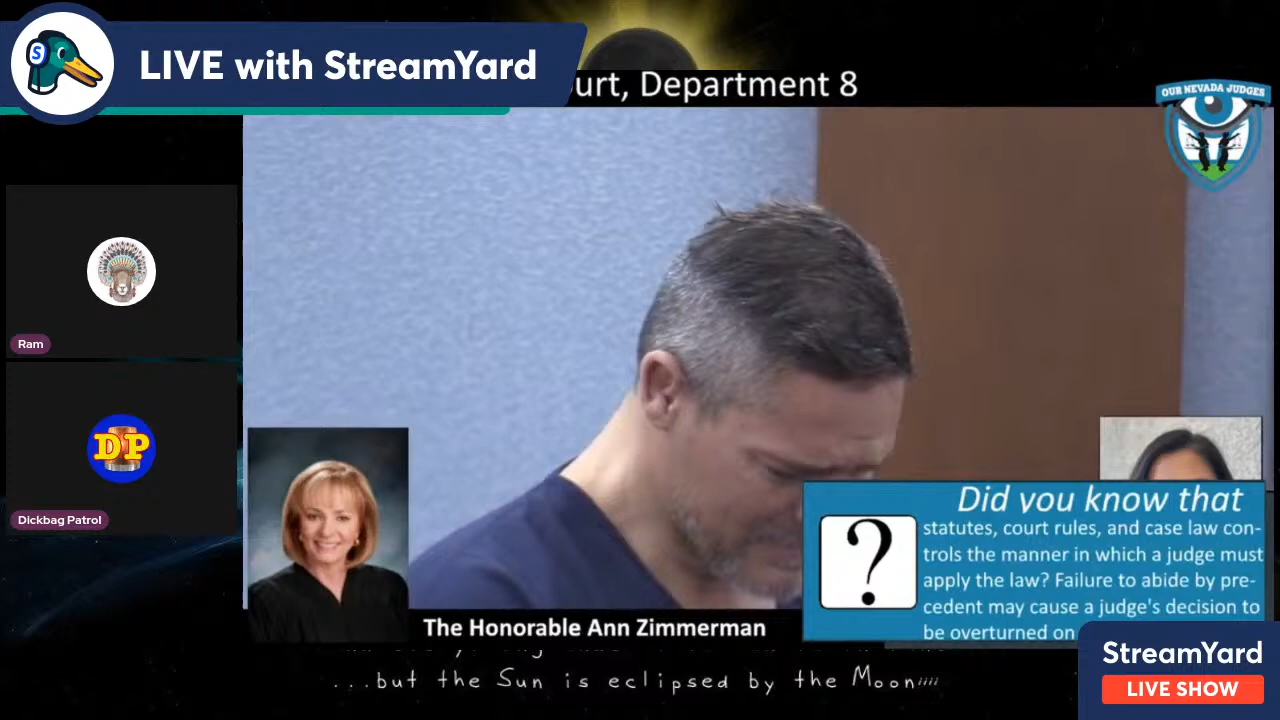 S
LIVE with StreamYard
urt, Department 8
OUR NEVADA JUDGES
Ram
DP
Dickbag Patrol
Did you know that
?
statutes, court rules, and case law con-
trols the manner in which a judge must
apply the law? Failure to abide by pre-
cedent may cause a judge's decision to
be overturned on
The Honorable Ann Zimmerman
StreamYard
LIVE SHOW
...but the Sun is eclipsed by the Moon